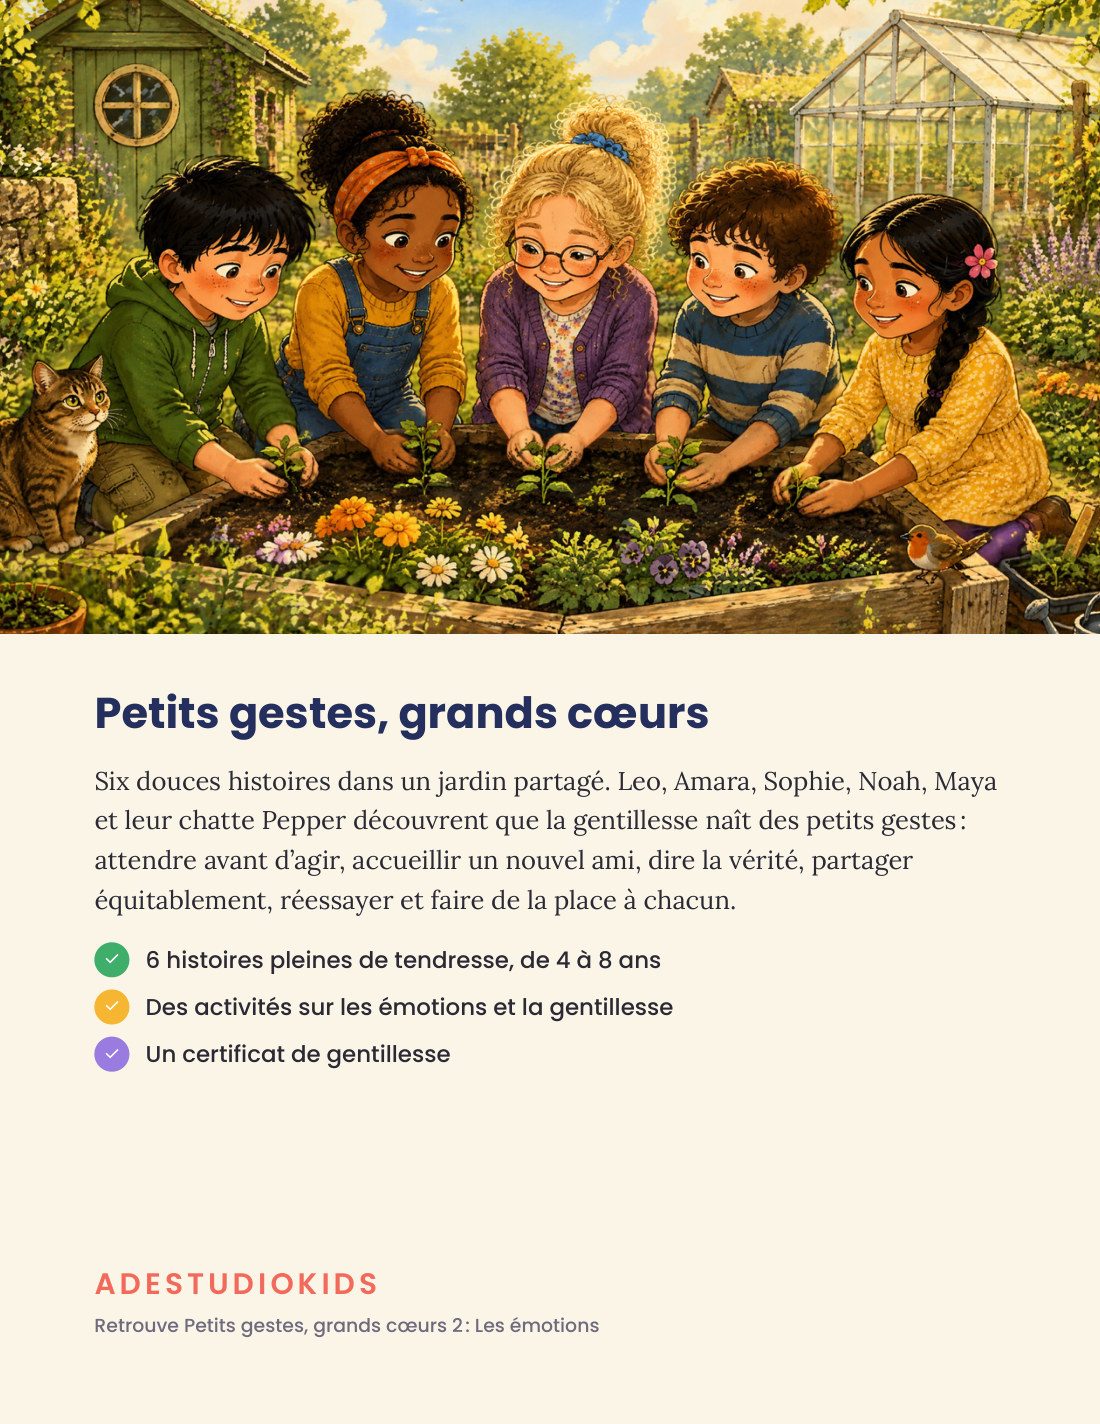 Petits gestes, grands cœurs
Six douces histoires dans un jardin partagé. Leo, Amara, Sophie, Noah, Maya
et leur chatte Pepper découvrent que la gentillesse naît des petits gestes :
attendre avant d’agir, accueillir un nouvel ami, dire la vérité, partager
équitablement, réessayer et faire de la place à chacun.
6 histoires pleines de tendresse, de 4 à 8 ans
Des activités sur les émotions et la gentillesse
Un certificat de gentillesse
ADESTUDIOKIDS
Retrouve Petits gestes, grands cœurs 2 : Les émotions